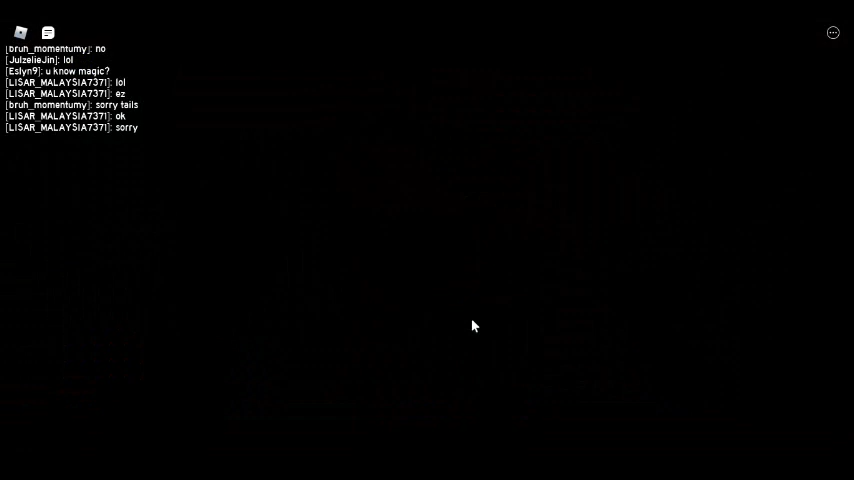 [bruh_momentumy]: no
[JulzelieJin]: lol
[Eslyn9]: u know magic?
[LISAR_MALAYSIA7371]: lol
[LISAR_MALAYSIA7371]: ez
[bruh_momentumy]: sorry tails
[LISAR_MALAYSIA7371]: ok
[LISAR_MALAYSIA7371]: sorry